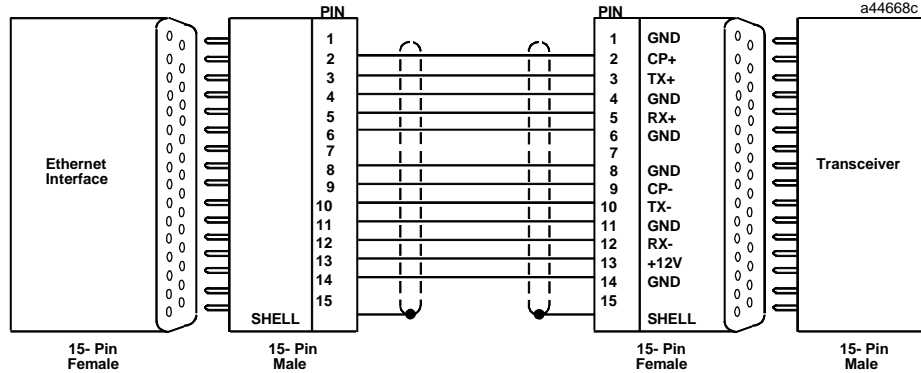 a44668c
PIN
PIN
1
1 GND
2
2 CP+
3
3 TX+
4
4 GND
5
5 RX+
6
6 GND
7
7
8
8 GND
9
9 CP-
10
10 TX-
11
11 GND
12
12 RX-
13
13 +12V
14
14 GND
15
15
SHELL
SHELL
Ethernet
Interface
Transceiver
15- Pin
Female
15- Pin
Male
15- Pin
Female
15- Pin
Male